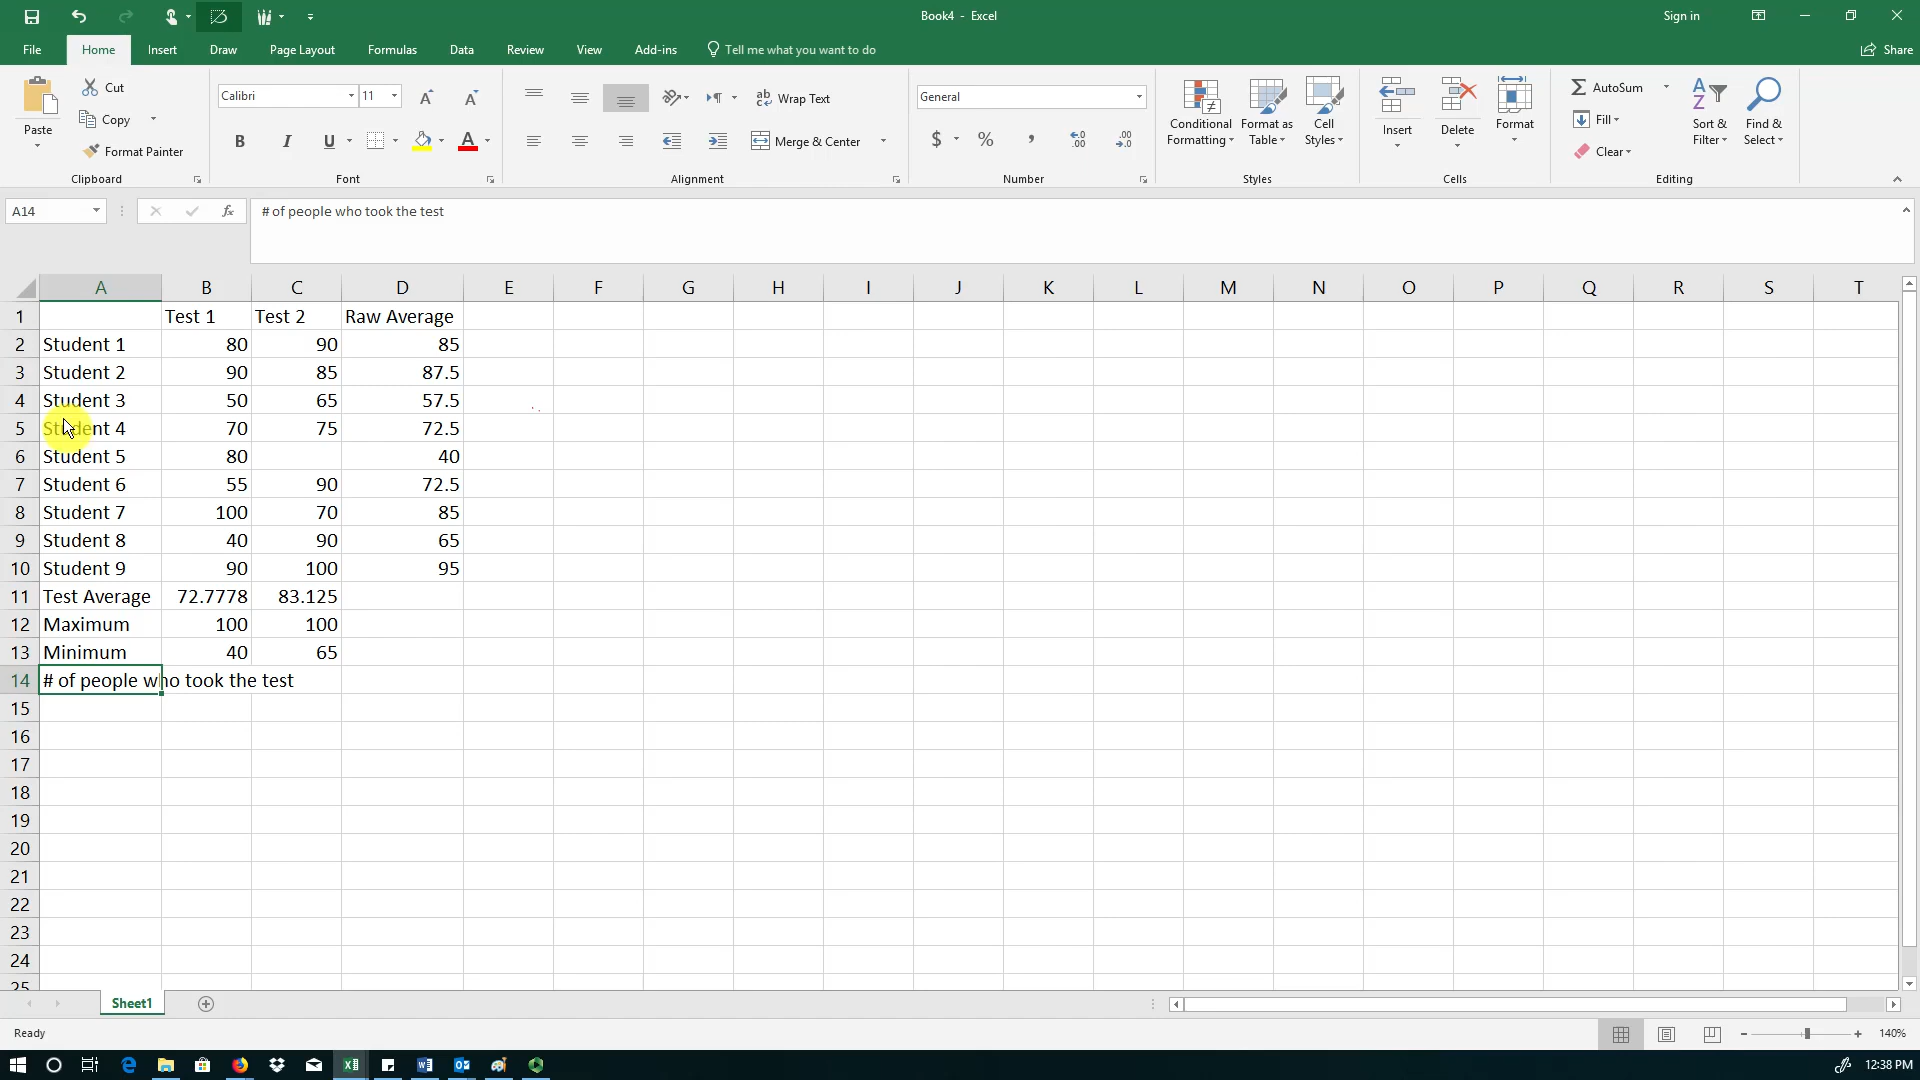 Book4 - Excel
Sign in
File Home Insert Draw Page Layout Formulas Data Review View Add-ins Tell me what you want to do Share
Cut
Copy
Format Painter
Paste
Clipboard
Calibri 11
B I U A
Font
Wrap Text
Merge & Center
Alignment
General
$ % ,
Number
Conditional Formatting
Format as Table
Cell Styles
Styles
Insert Delete Format
Cells
AutoSum
Fill
Clear
Sort & Filter
Find & Select
Editing
A14 fx # of people who took the test
A B C D E F G H I J K L M N O P Q R S T
1 Test 1 Test 2 Raw Average
2 Student 1 80 90 85
3 Student 2 90 85 87.5
4 Student 3 50 65 57.5
5 Student 4 70 75 72.5
6 Student 5 80 40
7 Student 6 55 90 72.5
8 Student 7 100 70 85
9 Student 8 40 90 65
10 Student 9 90 100 95
11 Test Average 72.7778 83.125
12 Maximum 100 100
13 Minimum 40 65
14 # of people who took the test
15
16
17
18
19
20
21
22
23
24
25
Sheet1
Ready
140%
12:38 PM